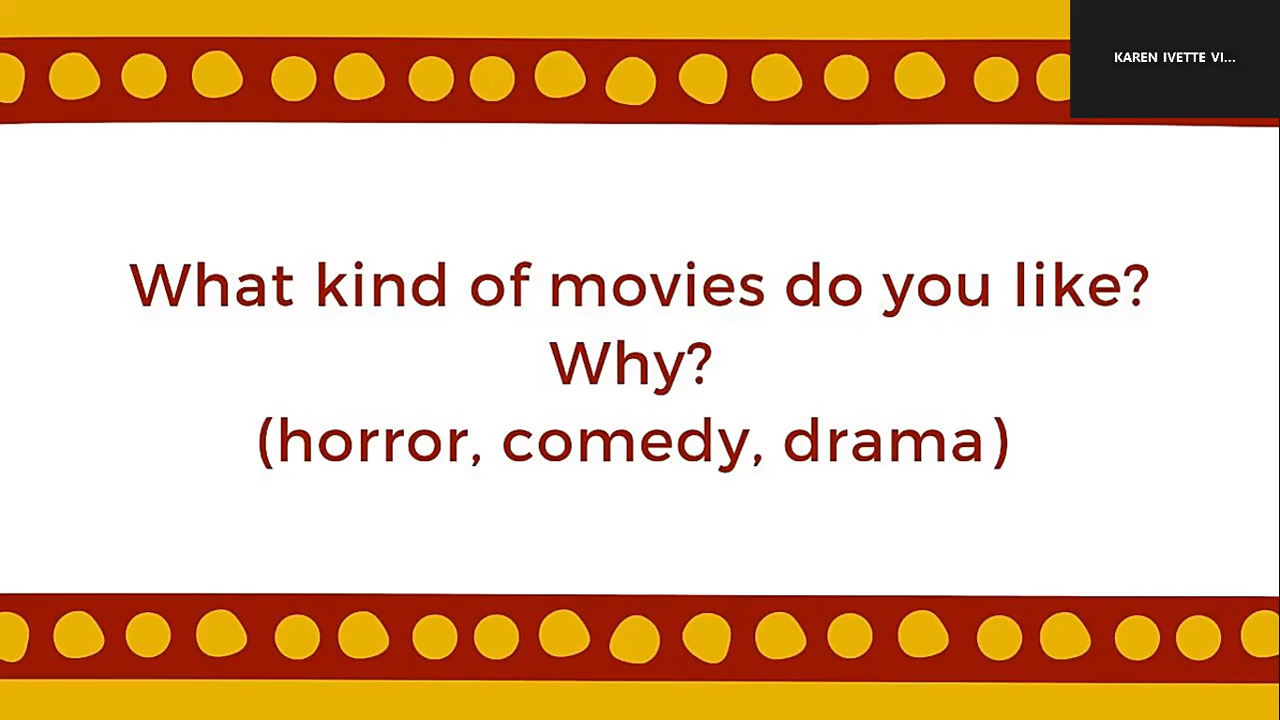 KAREN IVETTE VI...
What kind of movies do you like?
Why?
(horror, comedy, drama)